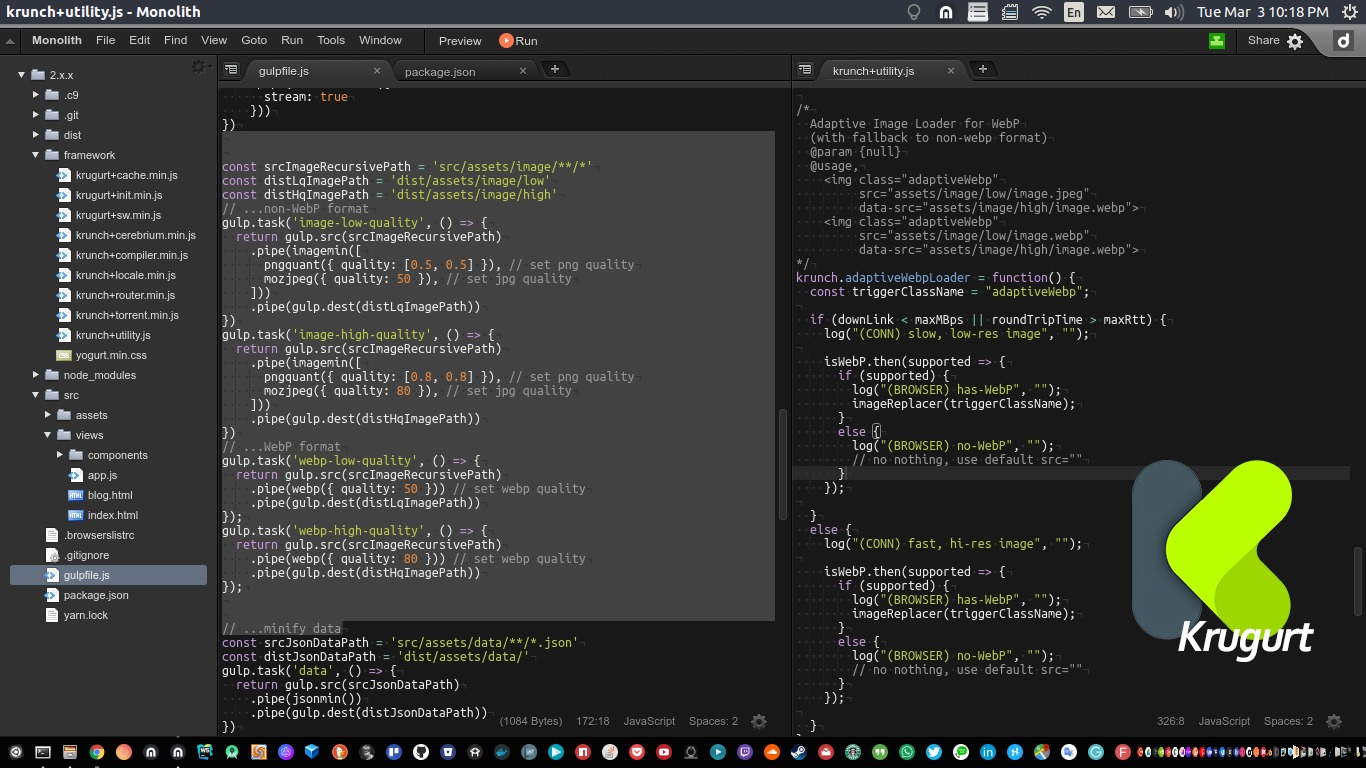 krunch+utility.js - Monolith
En
Tue Mar 3 10:18 PM
Monolith File Edit Find View Goto Run Tools Window Preview Run
Share
2.x.x
.c9
.git
dist
framework
krugurt+cache.min.js
krugurt+init.min.js
krugurt+sw.min.js
krunch+cerebrium.min.js
krunch+compiler.min.js
krunch+locale.min.js
krunch+router.min.js
krunch+torrent.min.js
krunch+utility.js
yogurt.min.css
node_modules
src
assets
views
components
app.js
blog.html
index.html
.browserslistrc
.gitignore
gulpfile.js
package.json
yarn.lock
gulpfile.js package.json
stream: true
}))
})
const srcImageRecursivePath = 'src/assets/image/**/*'
const distLqImagePath = 'dist/assets/image/low'
const distHqImagePath = 'dist/assets/image/high'
// ...non-WebP format
gulp.task('image-low-quality', () => {
return gulp.src(srcImageRecursivePath)
.pipe(imagemin([
pngquant({ quality: [0.5, 0.5] }), // set png quality
mozjpeg({ quality: 50 }), // set jpg quality
]))
.pipe(gulp.dest(distLqImagePath))
})
gulp.task('image-high-quality', () => {
return gulp.src(srcImageRecursivePath)
.pipe(imagemin([
pngquant({ quality: [0.8, 0.8] }), // set png quality
mozjpeg({ quality: 80 }), // set jpg quality
]))
.pipe(gulp.dest(distHqImagePath))
})
// ...WebP format
gulp.task('webp-low-quality', () => {
return gulp.src(srcImageRecursivePath)
.pipe(webp({ quality: 50 })) // set webp quality
.pipe(gulp.dest(distLqImagePath))
});
gulp.task('webp-high-quality', () => {
return gulp.src(srcImageRecursivePath)
.pipe(webp({ quality: 80 })) // set webp quality
.pipe(gulp.dest(distHqImagePath))
});
// ...minify data
const srcJsonDataPath = 'src/assets/data/**/*.json'
const distJsonDataPath = 'dist/assets/data/'
gulp.task('data', () => {
return gulp.src(srcJsonDataPath)
.pipe(jsonmin())
.pipe(gulp.dest(distJsonDataPath))
})
(1084 Bytes) 172:18 JavaScript Spaces: 2
krunch+utility.js
/*
Adaptive Image Loader for WebP
(with fallback to non-webp format)
@param {null}
@usage,
<img class="adaptiveWebp"
src="assets/image/low/image.jpeg"
data-src="assets/image/high/image.webp">
<img class="adaptiveWebp"
src="assets/image/low/image.webp"
data-src="assets/image/high/image.webp">
*/
krunch.adaptiveWebpLoader = function() {
const triggerClassName = "adaptiveWebp";
if (downLink < maxMBps || roundTripTime > maxRtt) {
log("(CONN) slow, low-res image", "");
isWebP.then(supported => {
if (supported) {
log("(BROWSER) has-WebP", "");
imageReplacer(triggerClassName);
}
else {
log("(BROWSER) no-WebP", "");
// no nothing, use default src=""
}
});
}
else {
log("(CONN) fast, hi-res image", "");
isWebP.then(supported => {
if (supported) {
log("(BROWSER) has-WebP", "");
imageReplacer(triggerClassName);
}
else {
log("(BROWSER) no-WebP", "");
// no nothing, use default src=""
}
});
}
326:8 JavaScript Spaces: 2
Krugurt